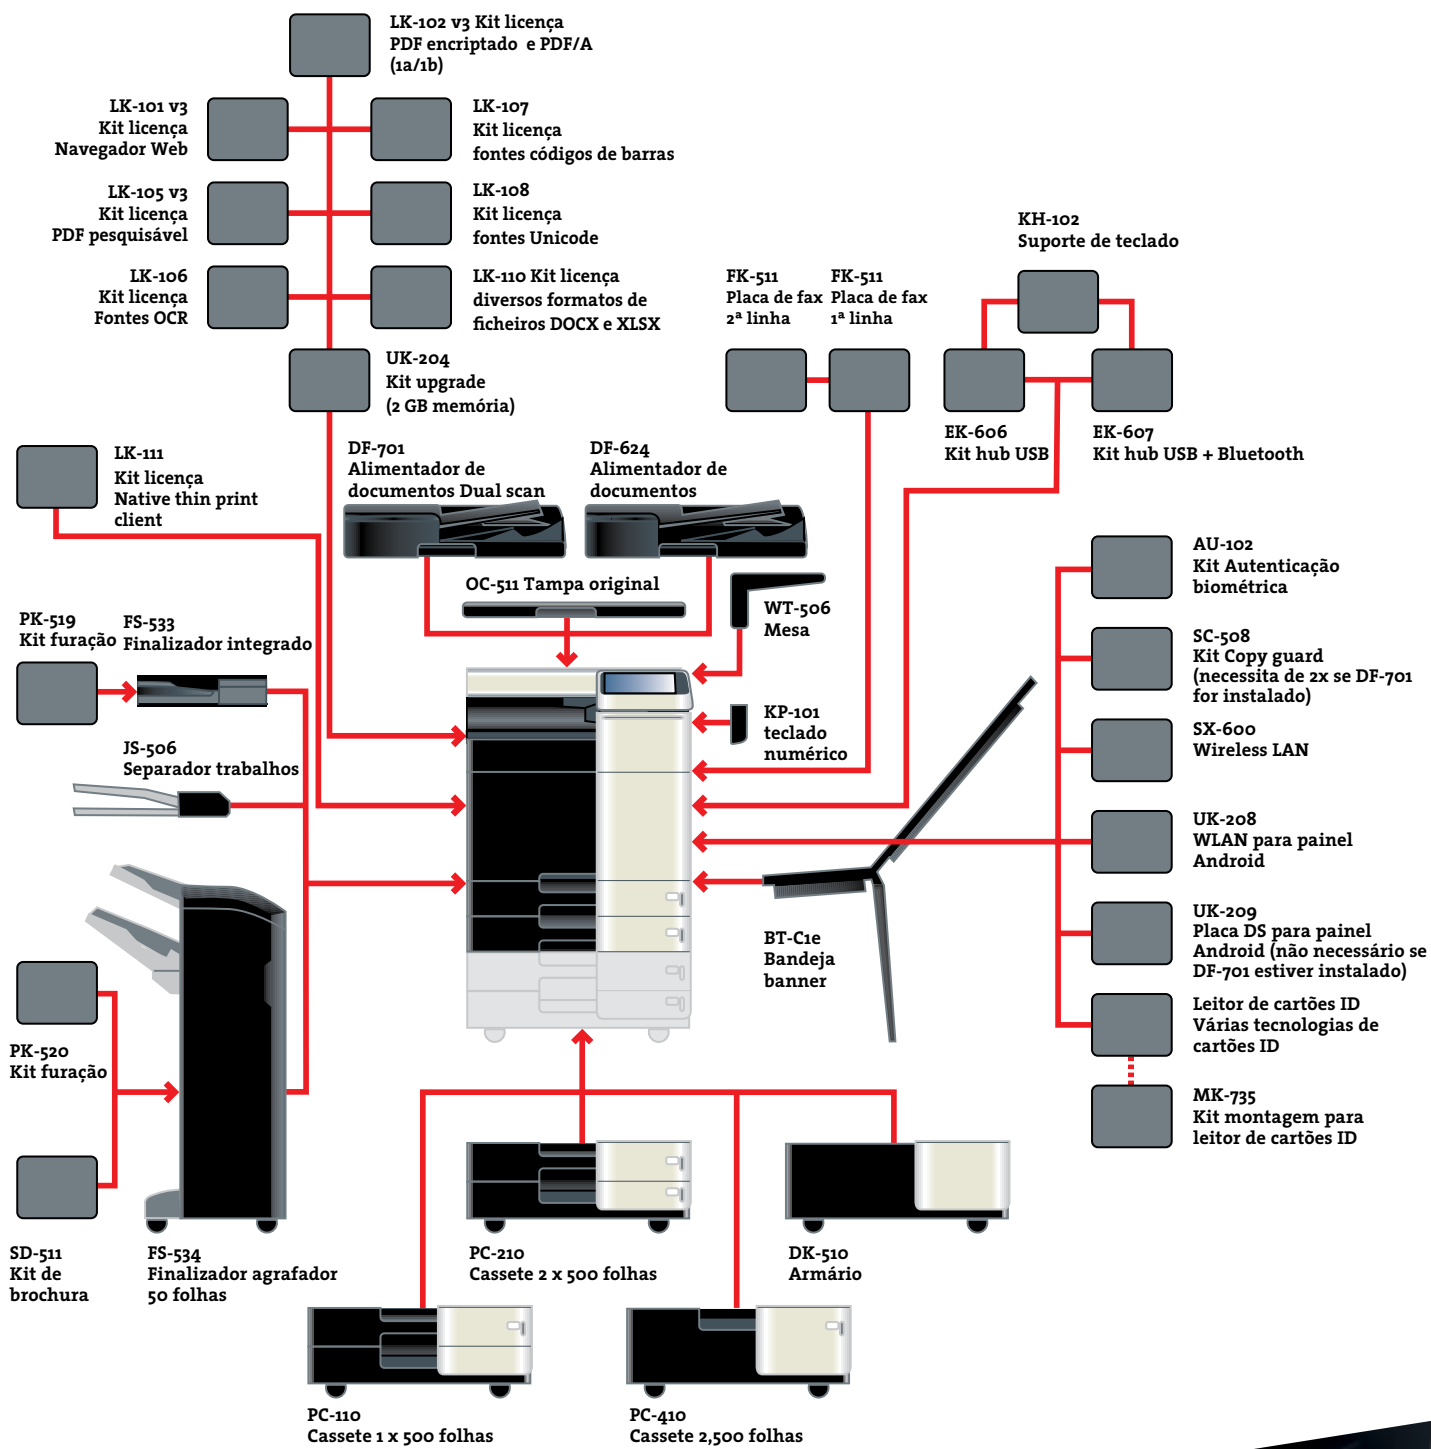 LK-102 v3 Kit licença
PDF encriptado e PDF/A
(1a/1b)
LK-101 v3
Kit licença
Navegador Web
LK-107
Kit licença
fontes códigos de barras
LK-105 v3
Kit licença
PDF pesquisável
LK-108
Kit licença
fontes Unicode
LK-106
Kit licença
Fontes OCR
LK-110 Kit licença
diversos formatos de
ficheiros DOCX e XLSX
UK-204
Kit upgrade
(2 GB memória)
KH-102
Suporte de teclado
FK-511
Placa de fax
2ª linha
FK-511
Placa de fax
1ª linha
EK-606
Kit hub USB
EK-607
Kit hub USB + Bluetooth
LK-111
Kit licença
Native thin print
client
DF-701
Alimentador de
documentos Dual scan
DF-624
Alimentador de
documentos
OC-511 Tampa original
WT-506
Mesa
KP-101
teclado
numérico
PK-519
Kit furação
FS-533
Finalizador integrado
JS-506
Separador trabalhos
AU-102
Kit Autenticação
biométrica
SC-508
Kit Copy guard
(necessita de 2x se DF-701
for instalado)
SX-600
Wireless LAN
UK-208
WLAN para painel
Android
UK-209
Placa DS para painel
Android (não necessário se
DF-701 estiver instalado)
Leitor de cartões ID
Várias tecnologias de
cartões ID
MK-735
Kit montagem para
leitor de cartões ID
BT-C1e
Bandeja
banner
PK-520
Kit furação
SD-511
Kit de
brochura
FS-534
Finalizador agrafador
50 folhas
PC-210
Cassete 2 x 500 folhas
DK-510
Armário
PC-110
Cassete 1 x 500 folhas
PC-410
Cassete 2,500 folhas